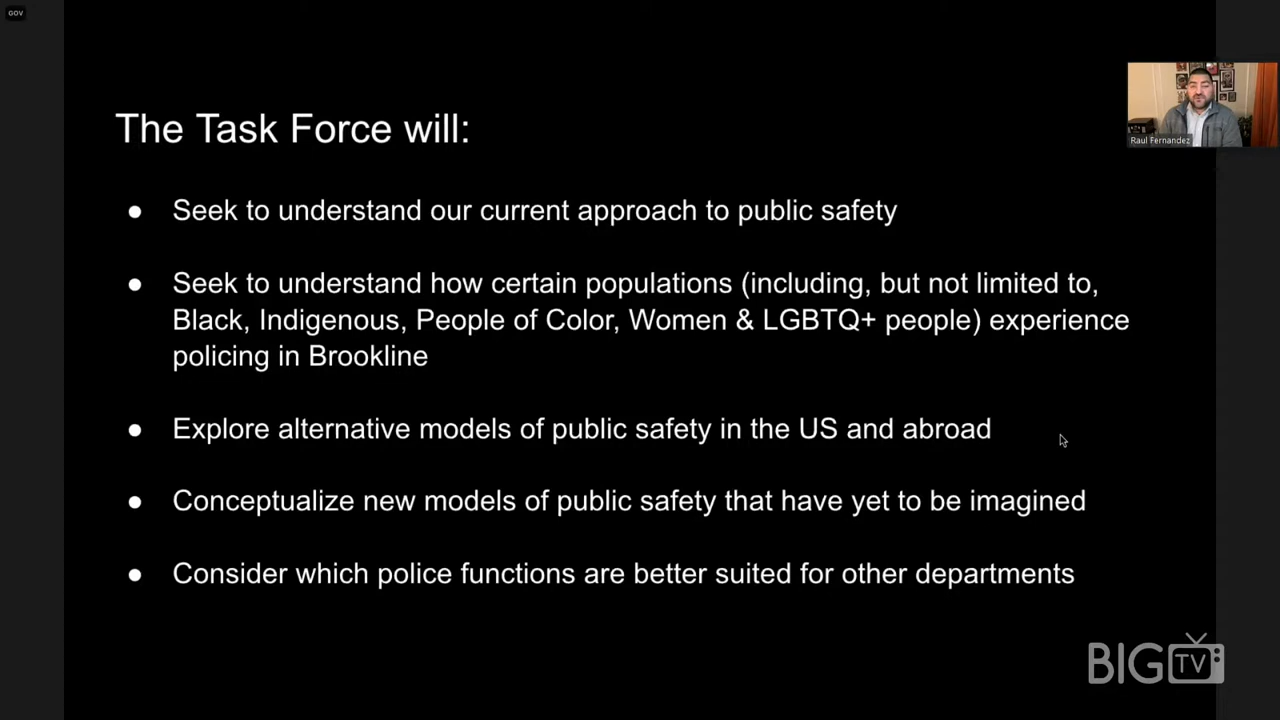 GOV
The Task Force will:
Raul Fernandez
● Seek to understand our current approach to public safety
● Seek to understand how certain populations (including, but not limited to,
Black, Indigenous, People of Color, Women & LGBTQ+ people) experience
policing in Brookline
● Explore alternative models of public safety in the US and abroad
● Conceptualize new models of public safety that have yet to be imagined
● Consider which police functions are better suited for other departments
BIG TV